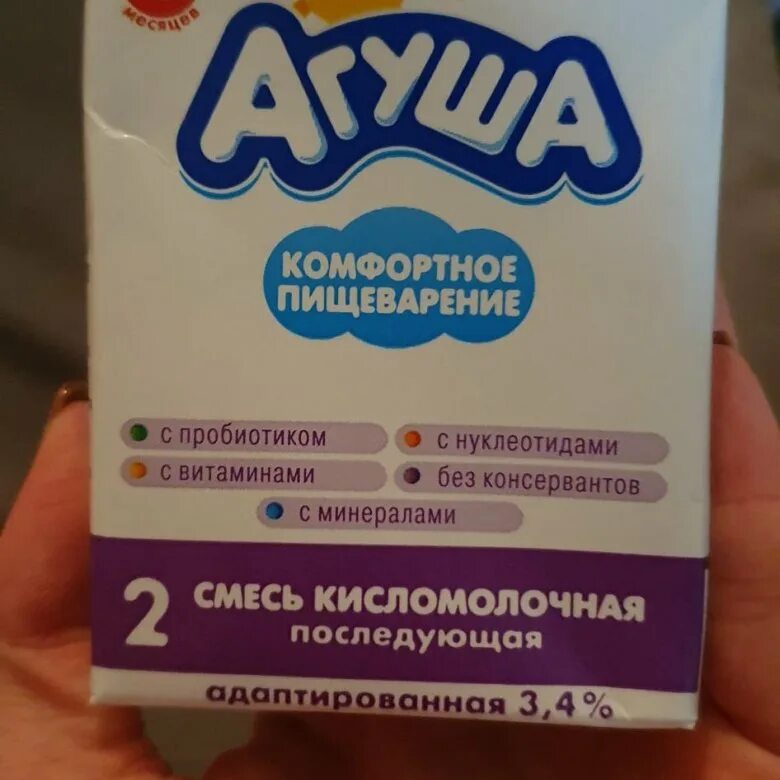 месяцев
АГУША
КОМФОРТНОЕ
ПИЩЕВАРЕНИЕ
с пробиотиком
с нуклеотидами
с витаминами
без консервантов
с минералами
2 СМЕСЬ КИСЛОМОЛОЧНАЯ
последующая
адаптированная 3,4%